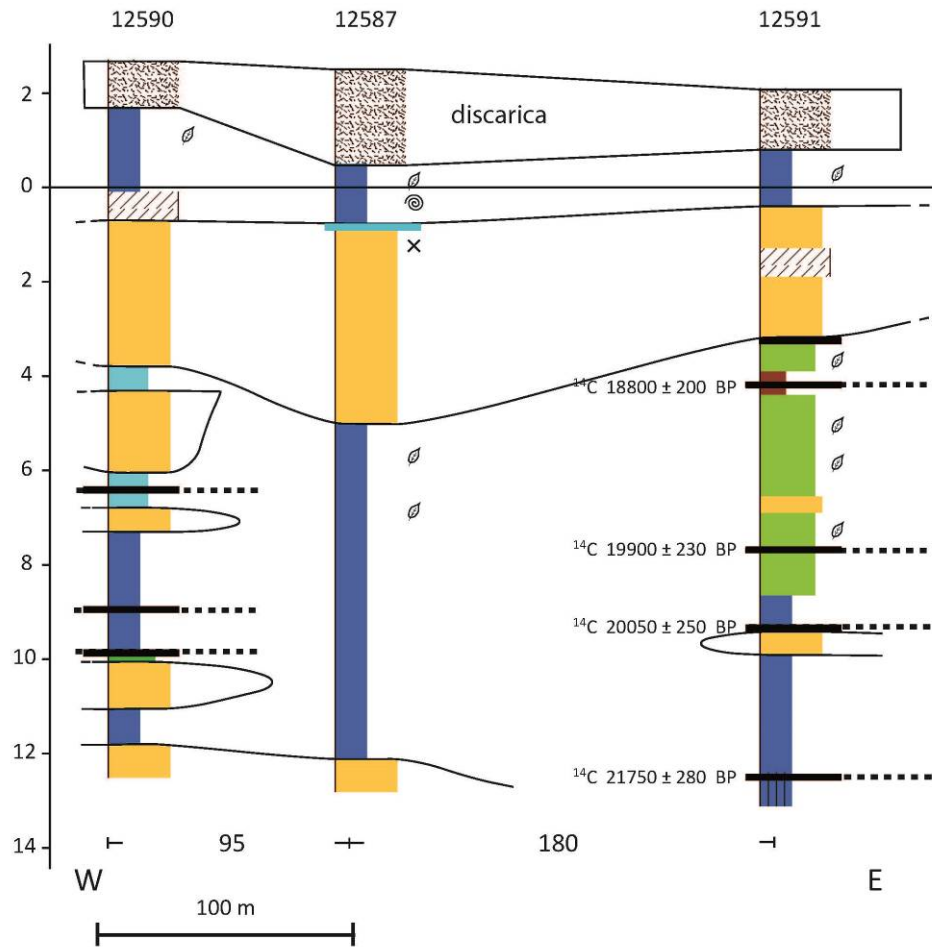 12590 12587 12591
2
discarica
0
2
4
¹⁴C 18800 ± 200 BP
6
8
¹⁴C 19900 ± 230 BP
¹⁴C 20050 ± 250 BP
10
12
¹⁴C 21750 ± 280 BP
14
95 180
W E
100 m